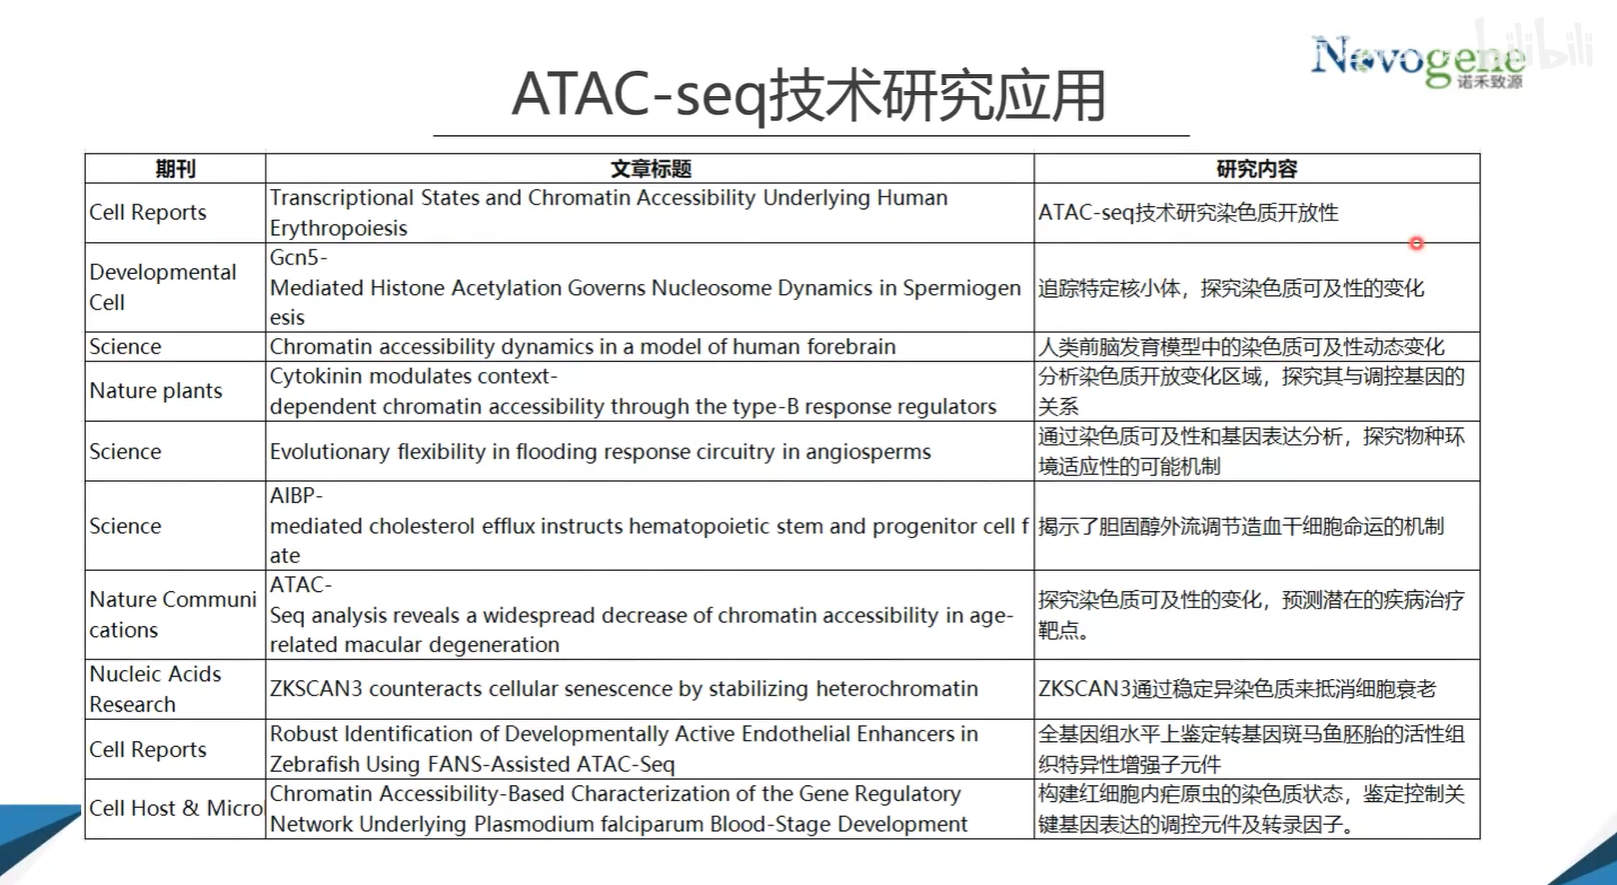 bilibili
Novogene
诺禾致源
ATAC-seq技术研究应用
期刊
文章标题
研究内容
Cell Reports
Transcriptional States and Chromatin Accessibility Underlying Human
Erythropoiesis
ATAC-seq技术研究染色质开放性
Developmental
Cell
Gcn5-
Mediated Histone Acetylation Governs Nucleosome Dynamics in Spermiogen
esis
追踪特定核小体，探究染色质可及性的变化
Science
Chromatin accessibility dynamics in a model of human forebrain
人类前脑发育模型中的染色质可及性动态变化
Nature plants
Cytokinin modulates context-
dependent chromatin accessibility through the type-B response regulators
分析染色质开放变化区域，探究其与调控基因的
关系
Science
Evolutionary flexibility in flooding response circuitry in angiosperms
通过染色质可及性和基因表达分析，探究物种环
境适应性的可能机制
Science
AIBP-
mediated cholesterol efflux instructs hematopoietic stem and progenitor cell f
ate
揭示了胆固醇外流调节造血干细胞命运的机制
Nature Communi
cations
ATAC-
Seq analysis reveals a widespread decrease of chromatin accessibility in age-
related macular degeneration
探究染色质可及性的变化，预测潜在的疾病治疗
靶点。
Nucleic Acids
Research
ZKSCAN3 counteracts cellular senescence by stabilizing heterochromatin
ZKSCAN3通过稳定异染色质来抵消细胞衰老
Cell Reports
Robust Identification of Developmentally Active Endothelial Enhancers in
Zebrafish Using FANS-Assisted ATAC-Seq
全基因组水平上鉴定转基因斑马鱼胚胎的活性组
织特异性增强子元件
Cell Host & Micro
Chromatin Accessibility-Based Characterization of the Gene Regulatory
Network Underlying Plasmodium falciparum Blood-Stage Development
构建红细胞内疟原虫的染色质状态，鉴定控制关
键基因表达的调控元件及转录因子。